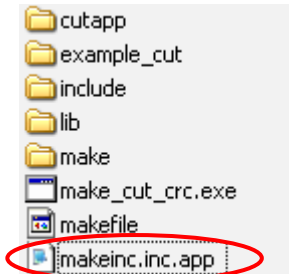 cutapp
example_cut
include
lib
make
make_cut_crc.exe
makefile
makeinc.inc.app